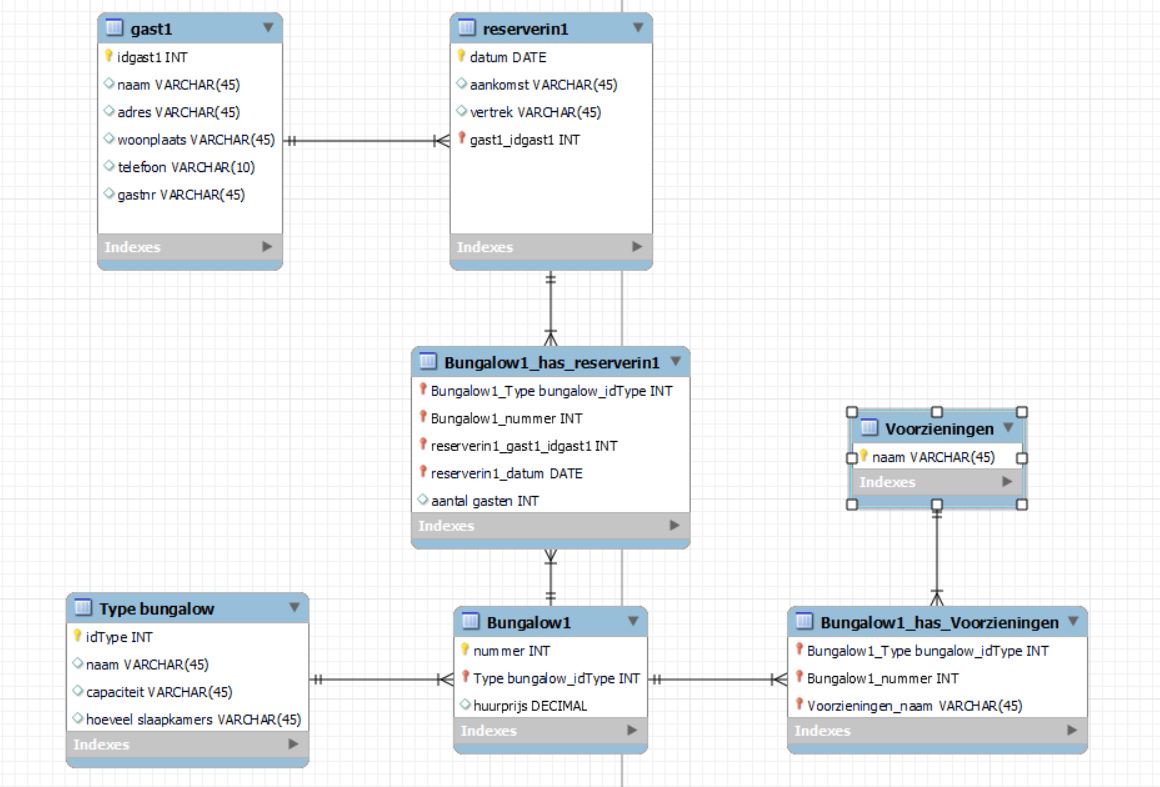 gast1
idgast1 INT
naam VARCHAR(45)
adres VARCHAR(45)
woonplaats VARCHAR(45)
telefoon VARCHAR(10)
gastnr VARCHAR(45)
Indexes
reserverin1
datum DATE
aankomst VARCHAR(45)
vertrek VARCHAR(45)
gast1_idgast1 INT
Indexes
Bungalow1_has_reserverin1
Bungalow1_Type bungalow_idType INT
Bungalow1_nummer INT
reserverin1_gast1_idgast1 INT
reserverin1_datum DATE
aantal gasten INT
Indexes
Voorzieningen
naam VARCHAR(45)
Indexes
Type bungalow
idType INT
naam VARCHAR(45)
capaciteit VARCHAR(45)
hoeveel slaapkamers VARCHAR(45)
Indexes
Bungalow1
nummer INT
Type bungalow_idType INT
huurprijs DECIMAL
Indexes
Bungalow1_has_Voorzieningen
Bungalow1_Type bungalow_idType INT
Bungalow1_nummer INT
Voorzieningen_naam VARCHAR(45)
Indexes